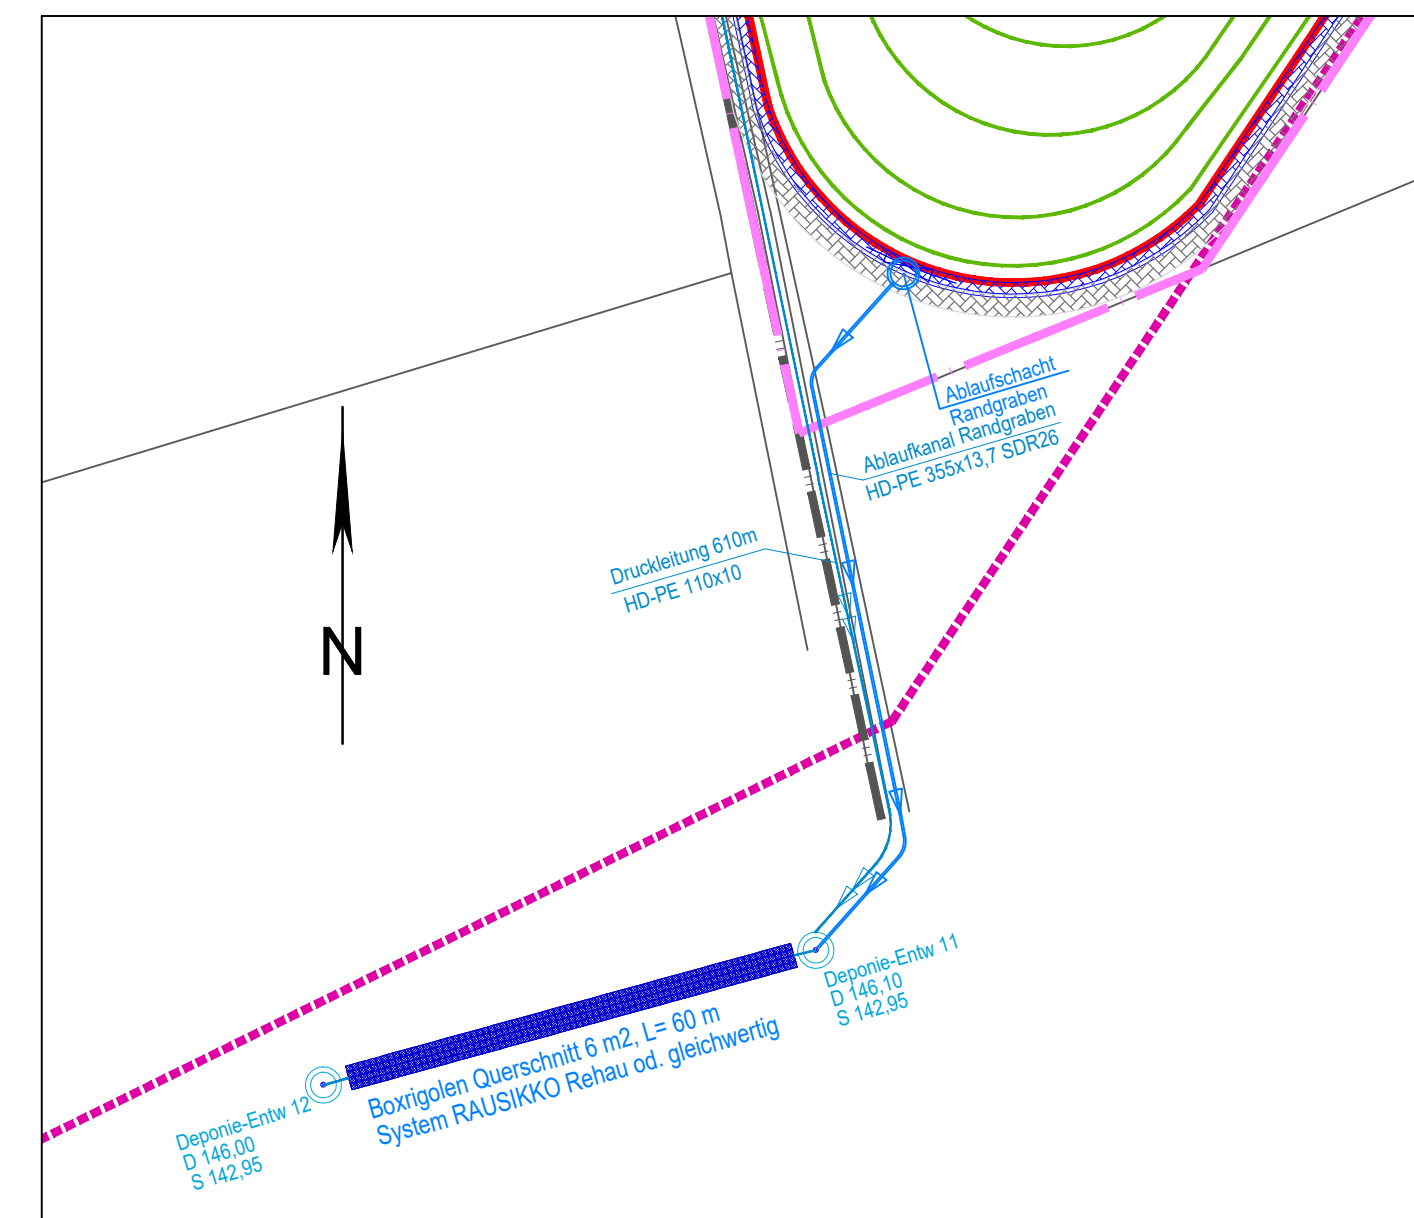 Ablaufschacht
Randgraben
Ablaufkanal Randgraben
HD-PE 355x13,7 SDR26
Druckleitung 610m
HD-PE 110x10
N
Deponie-Entw 11
D 146,10
S 142,95
Boxrigolen Querschnitt 6 m2, L= 60 m
System RAUSIKKO Rehau od. gleichwertig
Deponie-Entw 12
D 146,00
S 142,95